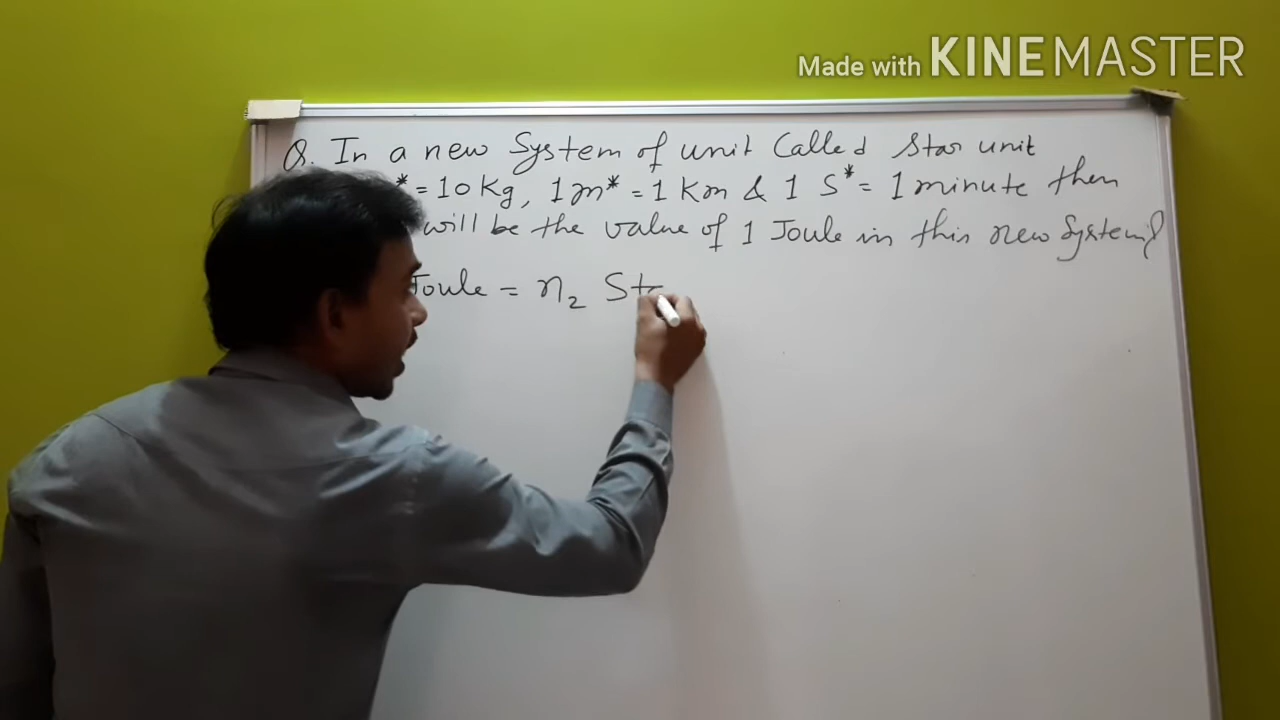 Made with KINEMASTER
Q. In a new System of unit Called Star unit
* = 10 Kg, 1 m* = 1 Km & 1 S* = 1 minute then
will be the value of 1 Joule in this new System?
Joule = n₂ St